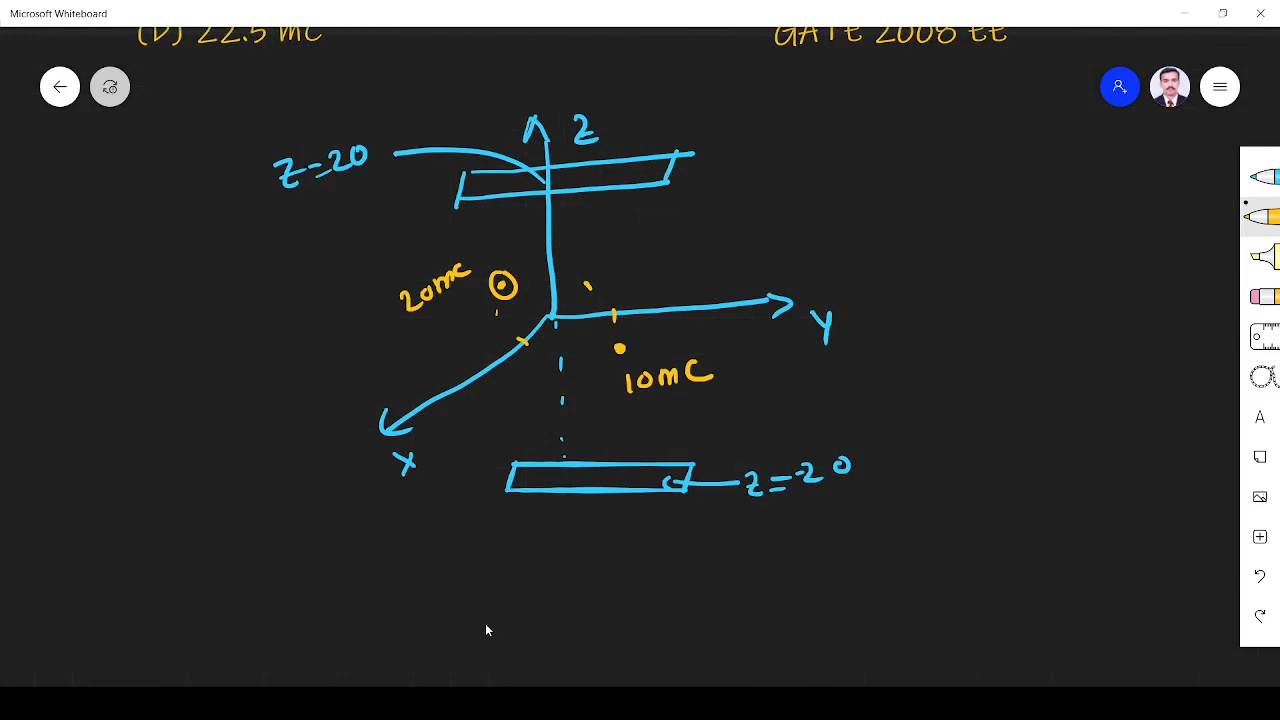 Microsoft Whiteboard
(D) 22.5 mC
GATE 2008 EE
Z
Z=20
20mC
Y
10mC
X
Z=-20
A